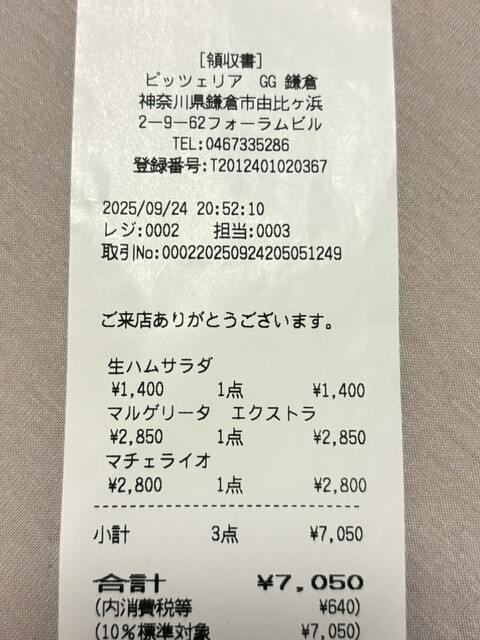 [領収書]
ピッツェリア GG 鎌倉
神奈川県鎌倉市由比ヶ浜
2-9-62フォーラムビル
TEL:0467335286
登録番号:T2012401020367
2025/09/24 20:52:10
レジ:0002 担当:0003
取引No:000220250924205051249
ご来店ありがとうございます。
生ハムサラダ
¥1,400 1点 ¥1,400
マルゲリータ エクストラ
¥2,850 1点 ¥2,850
マチェライオ
¥2,800 1点 ¥2,800
小計 3点 ¥7,050
合計 ¥7,050
(内消費税等 ¥640)
(10%標準対象 ¥7,050)